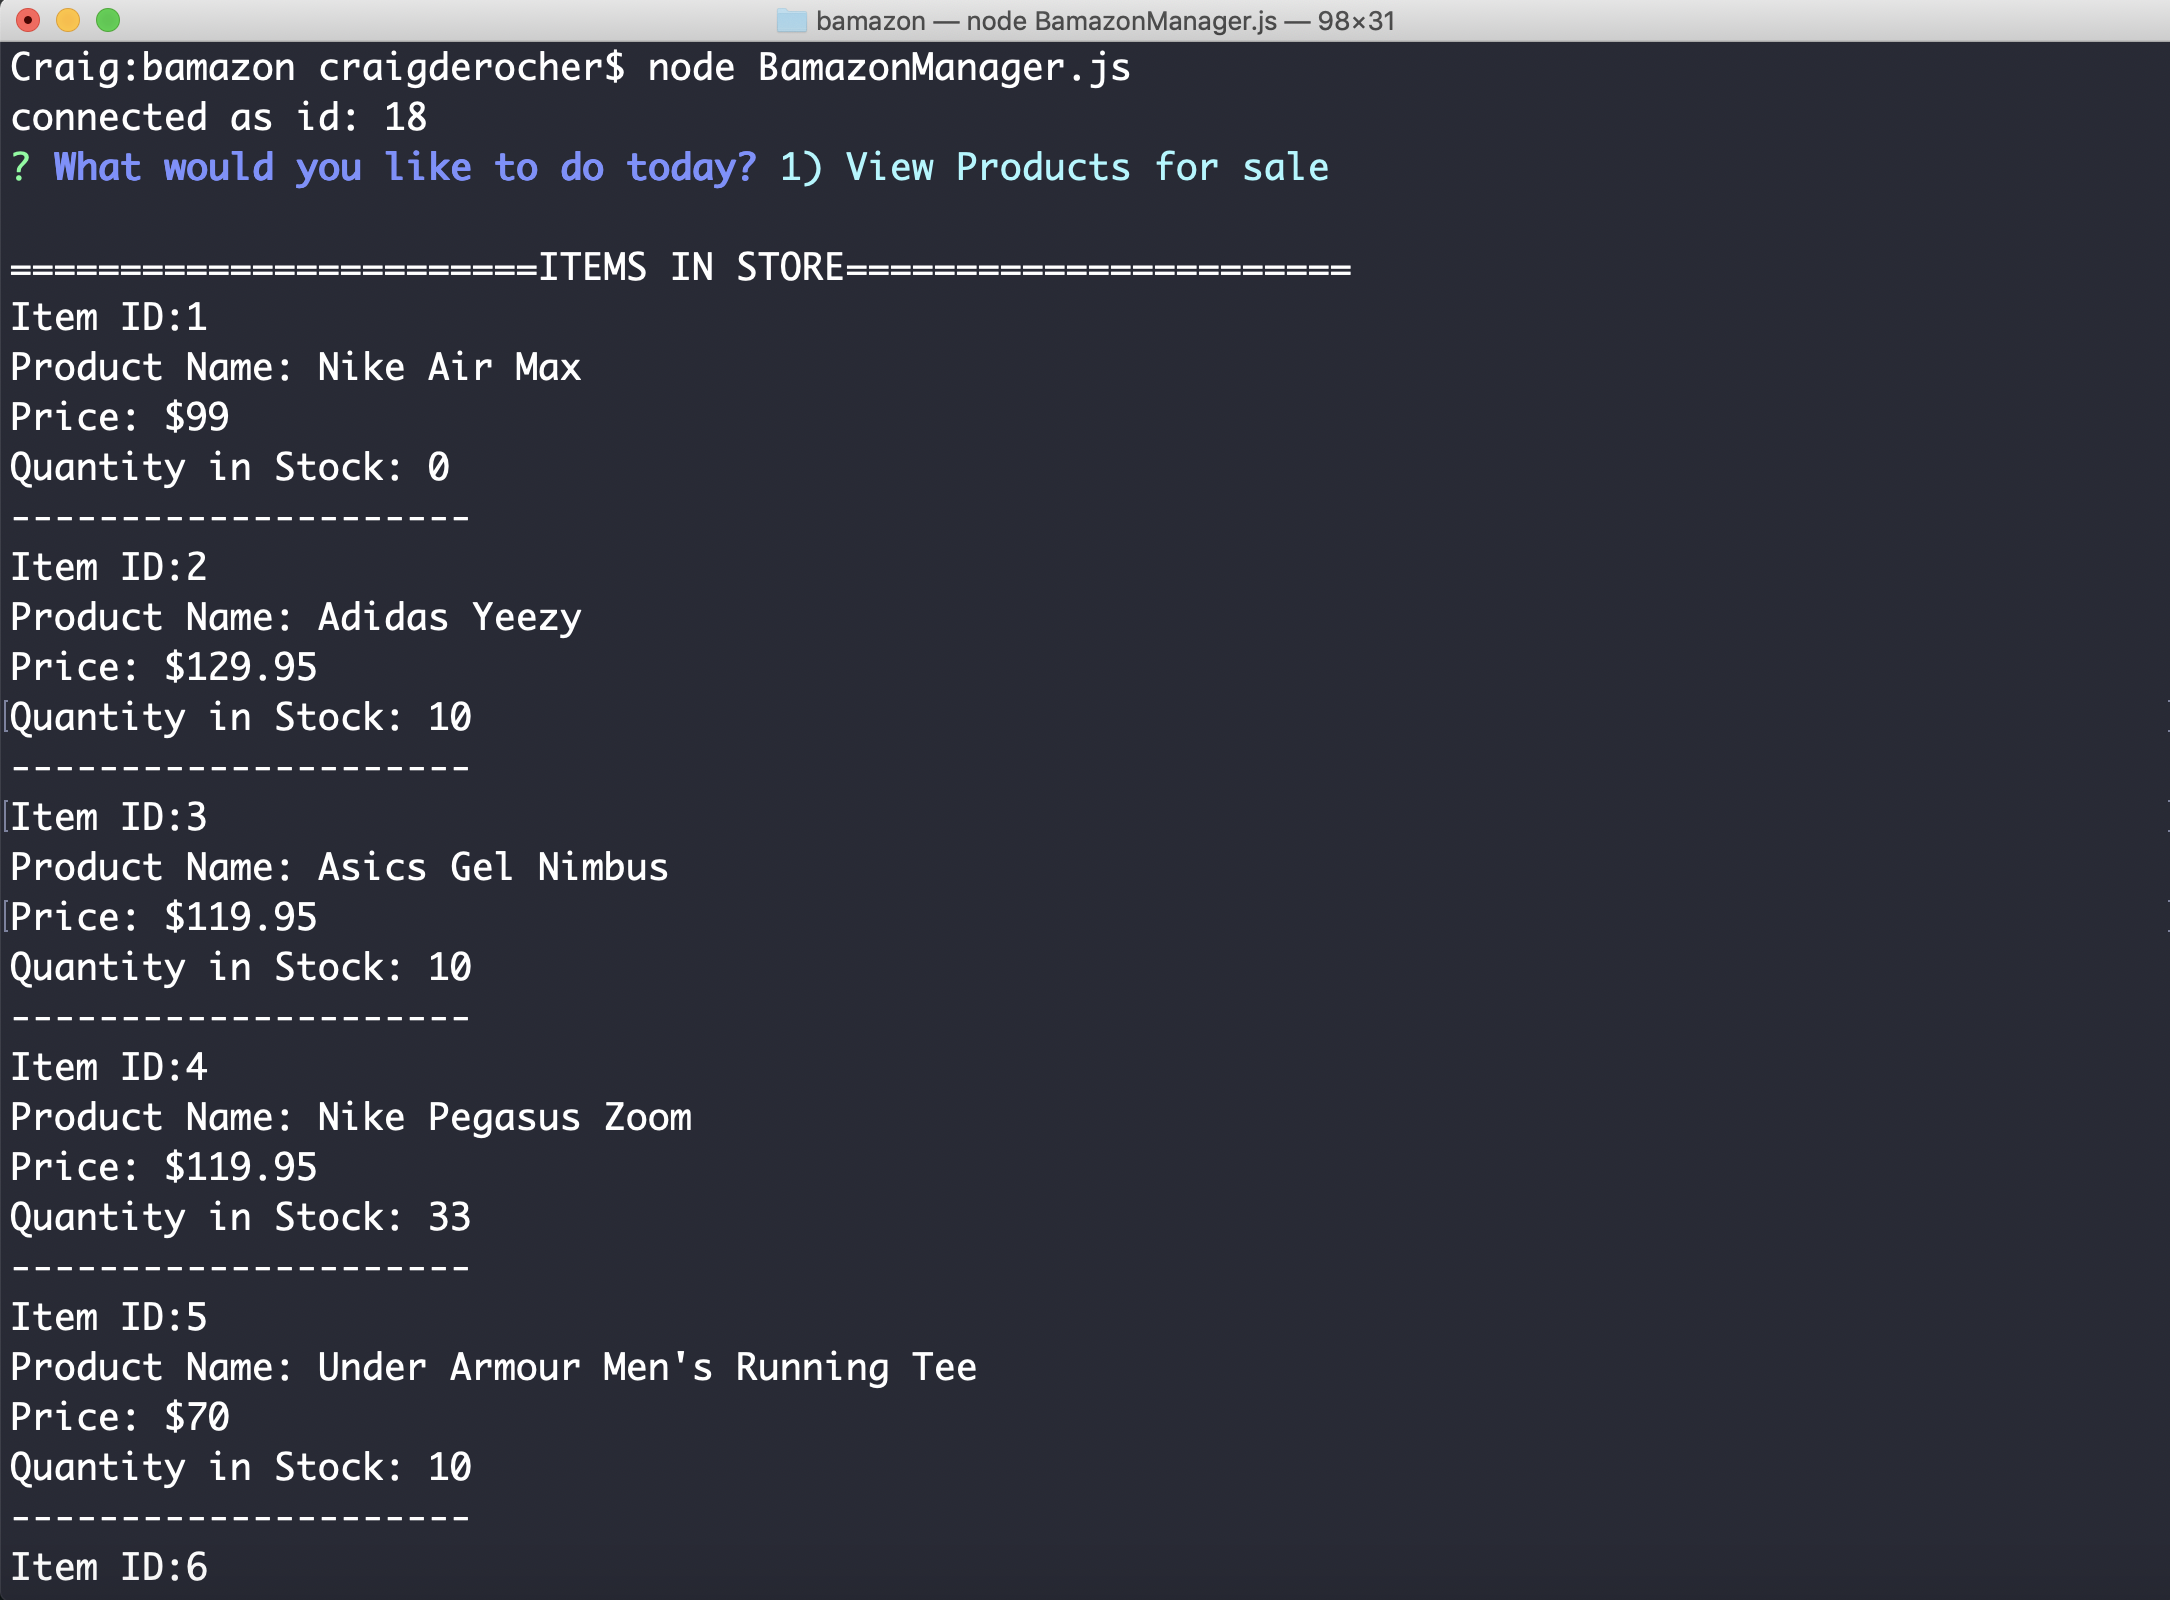 bamazon — node BamazonManager.js — 98×31
Craig:bamazon craigderocher$ node BamazonManager.js
connected as id: 18
? What would you like to do today? 1) View Products for sale
========================ITEMS IN STORE=======================
Item ID:1
Product Name: Nike Air Max
Price: $99
Quantity in Stock: 0
---------------------
Item ID:2
Product Name: Adidas Yeezy
Price: $129.95
Quantity in Stock: 10
---------------------
Item ID:3
Product Name: Asics Gel Nimbus
Price: $119.95
Quantity in Stock: 10
---------------------
Item ID:4
Product Name: Nike Pegasus Zoom
Price: $119.95
Quantity in Stock: 33
---------------------
Item ID:5
Product Name: Under Armour Men's Running Tee
Price: $70
Quantity in Stock: 10
---------------------
Item ID:6